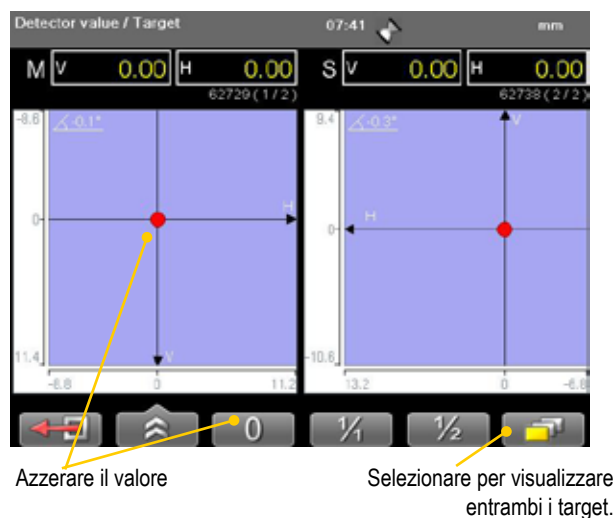 Detector value / Target 07:41 mm
M V 0.00 H 0.00 S V 0.00 H 0.00
62729 (1/2) 62738 (2/2)
-8.6 -0.1° 9.4 -0.3° V
H H
0 0
11.4 V -10.6
-8.8 0 11.2 13.2 0 -6.8
0 1/1 1/2
Azzerare il valore Selezionare per visualizzare
entrambi i target.